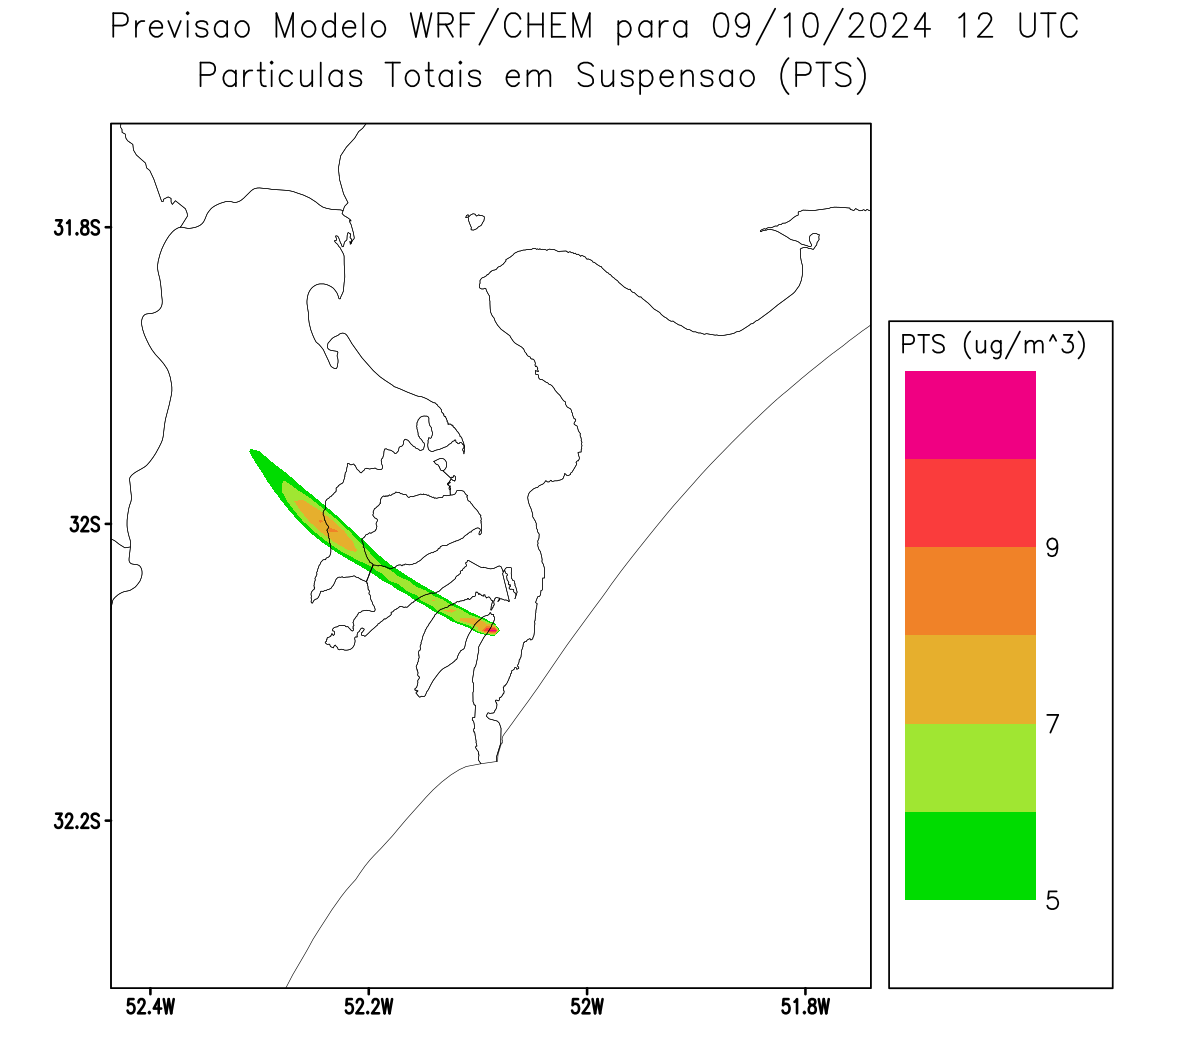 Previsao Modelo WRF/CHEM para 09/10/2024 12 UTC
Particulas Totais em Suspensao (PTS)
31.8S
32S
32.2S
52.4W
52.2W
52W
51.8W
PTS (ug/m^3)
9
7
5